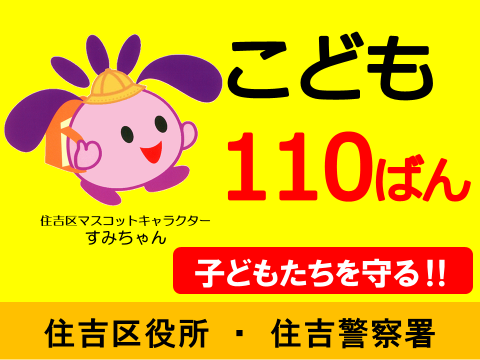 こども
110ばん
住吉区マスコットキャラクター
すみちゃん
子どもたちを守る!!
住吉区役所 ・ 住吉警察署